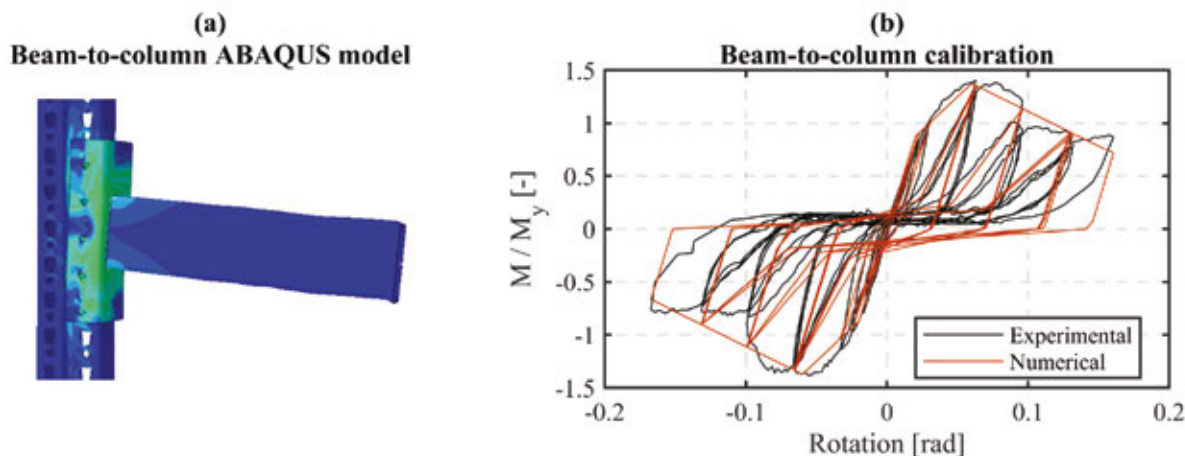 (a)
Beam-to-column ABAQUS model
(b)
Beam-to-column calibration
1.5
1
0.5
0
-0.5
-1
-1.5
M / M_y [-]
-0.2
-0.1
0
0.1
0.2
Rotation [rad]
Experimental
Numerical